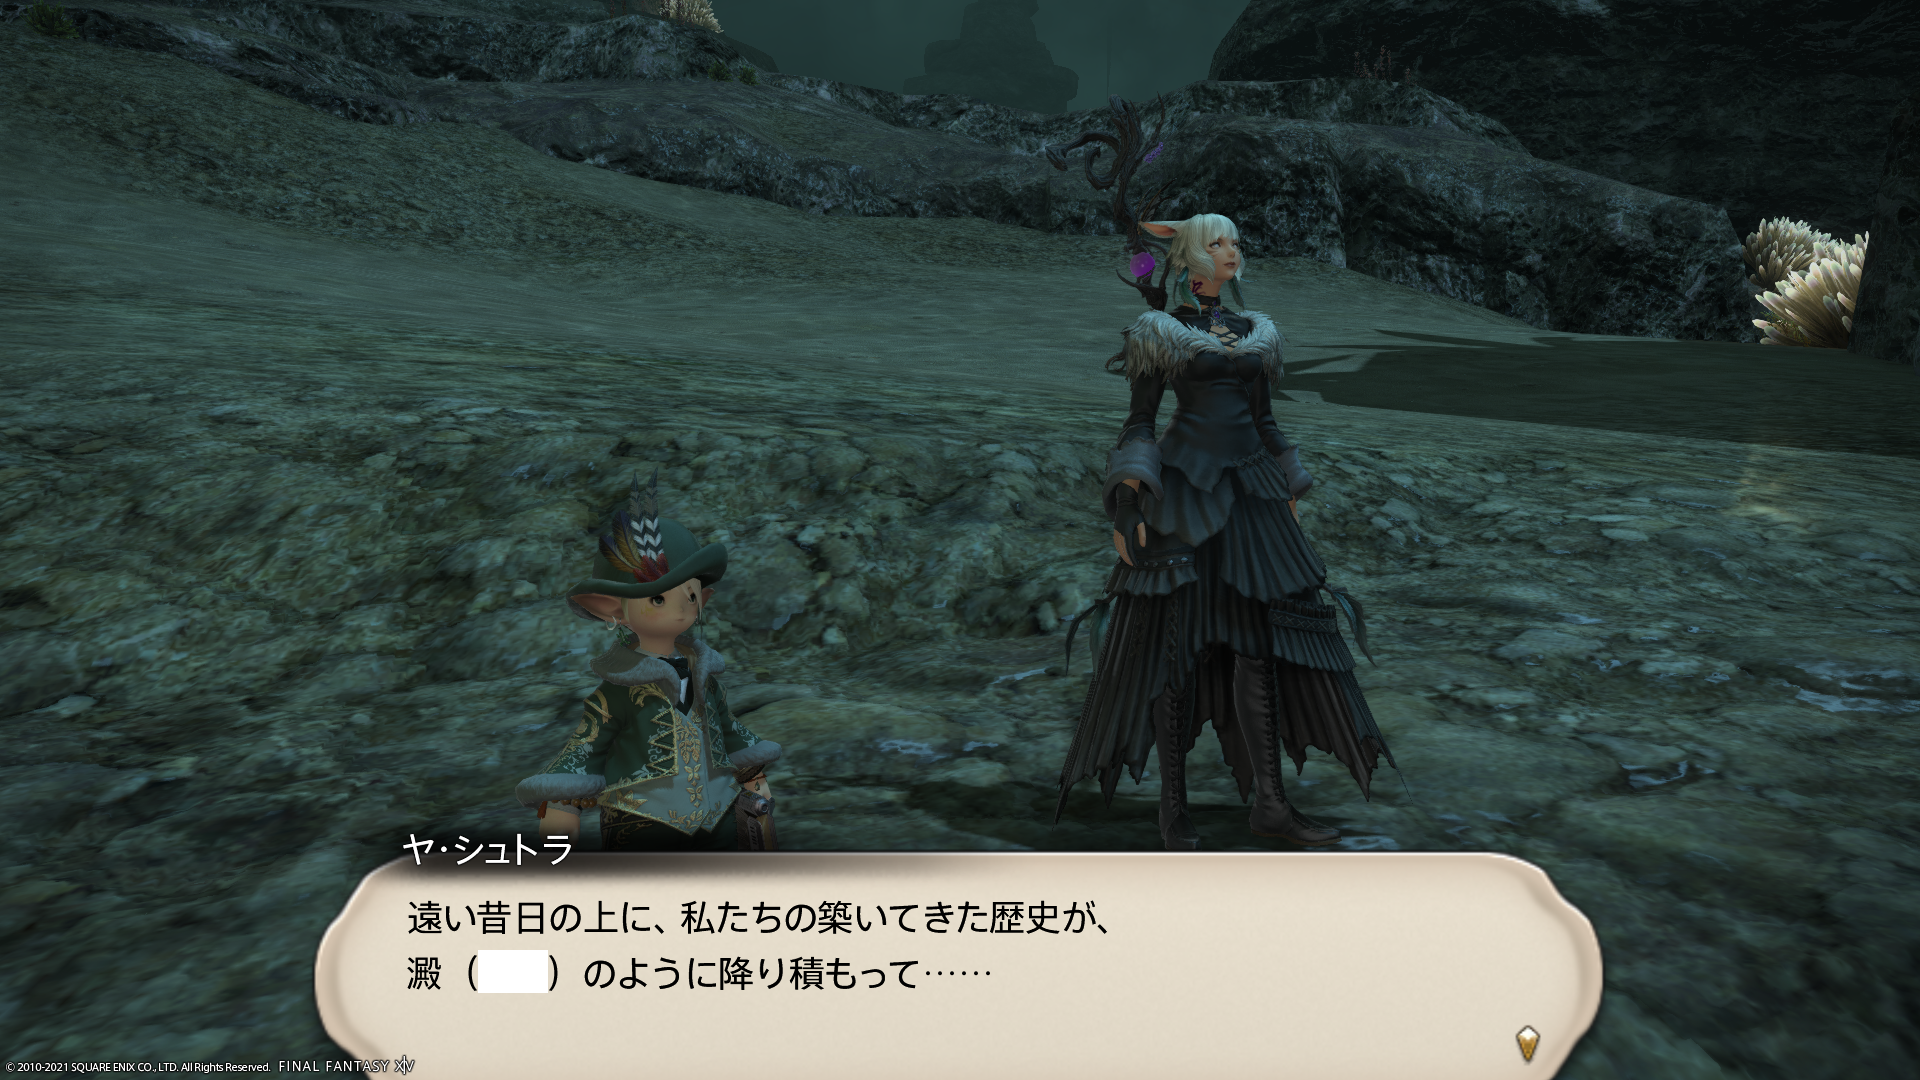 ヤ・シュトラ
遠い昔日の上に、私たちの築いてきた歴史が、
澱（　　）のように降り積もって……
© 2010-2021 SQUARE ENIX CO., LTD. All Rights Reserved. FINAL FANTASY XIV